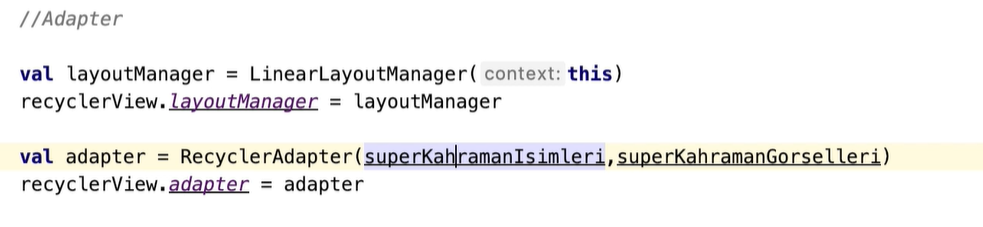 //Adapter
val layoutManager = LinearLayoutManager( context: this)
recyclerView.layoutManager = layoutManager
val adapter = RecyclerAdapter(superKahramanIsimleri,superKahramanGorselleri)
recyclerView.adapter = adapter